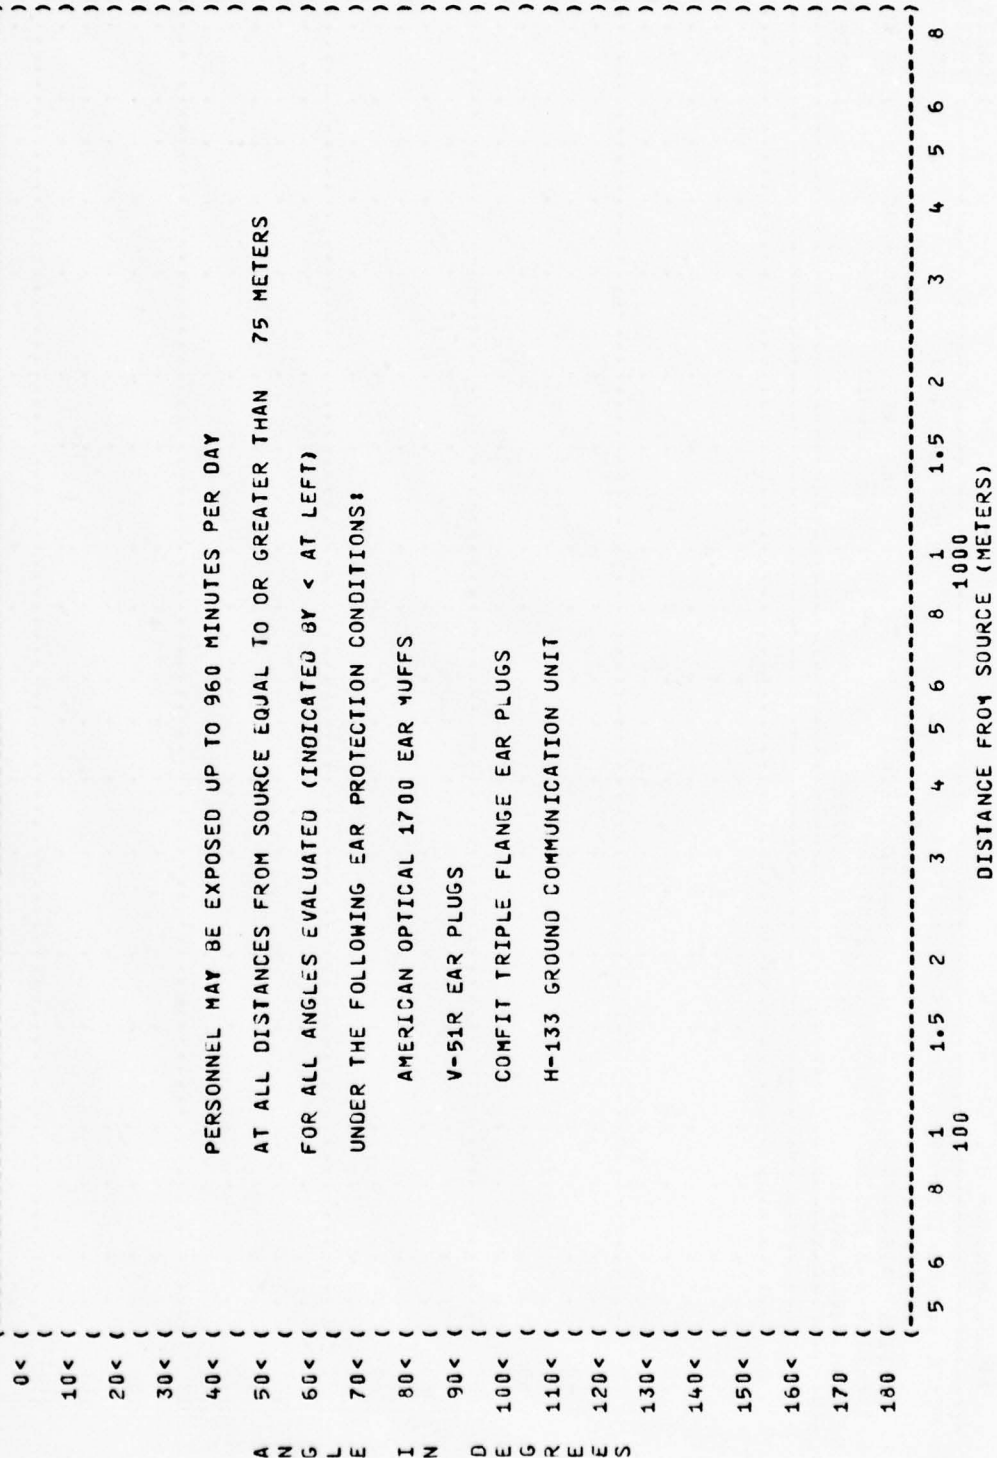 0<
10<
20<
30<
40< PERSONNEL MAY BE EXPOSED UP TO 960 MINUTES PER DAY
A 50< AT ALL DISTANCES FROM SOURCE EQUAL TO OR GREATER THAN 75 METERS
N
G 60< FOR ALL ANGLES EVALUATED (INDICATED BY < AT LEFT)
L
E 70< UNDER THE FOLLOWING EAR PROTECTION CONDITIONS:
I 80< AMERICAN OPTICAL 1700 EAR MUFFS
N
90< V-51R EAR PLUGS
D
E 100< COMFIT TRIPLE FLANGE EAR PLUGS
G
R 110< H-133 GROUND COMMUNICATION UNIT
E
E 120<
S
130<
140<
150<
160<
170
180
5 6 8 1 1.5 2 3 4 5 6 8 1 1.5 2 3 4 5 6 8
100 1000
DISTANCE FROM SOURCE (METERS)